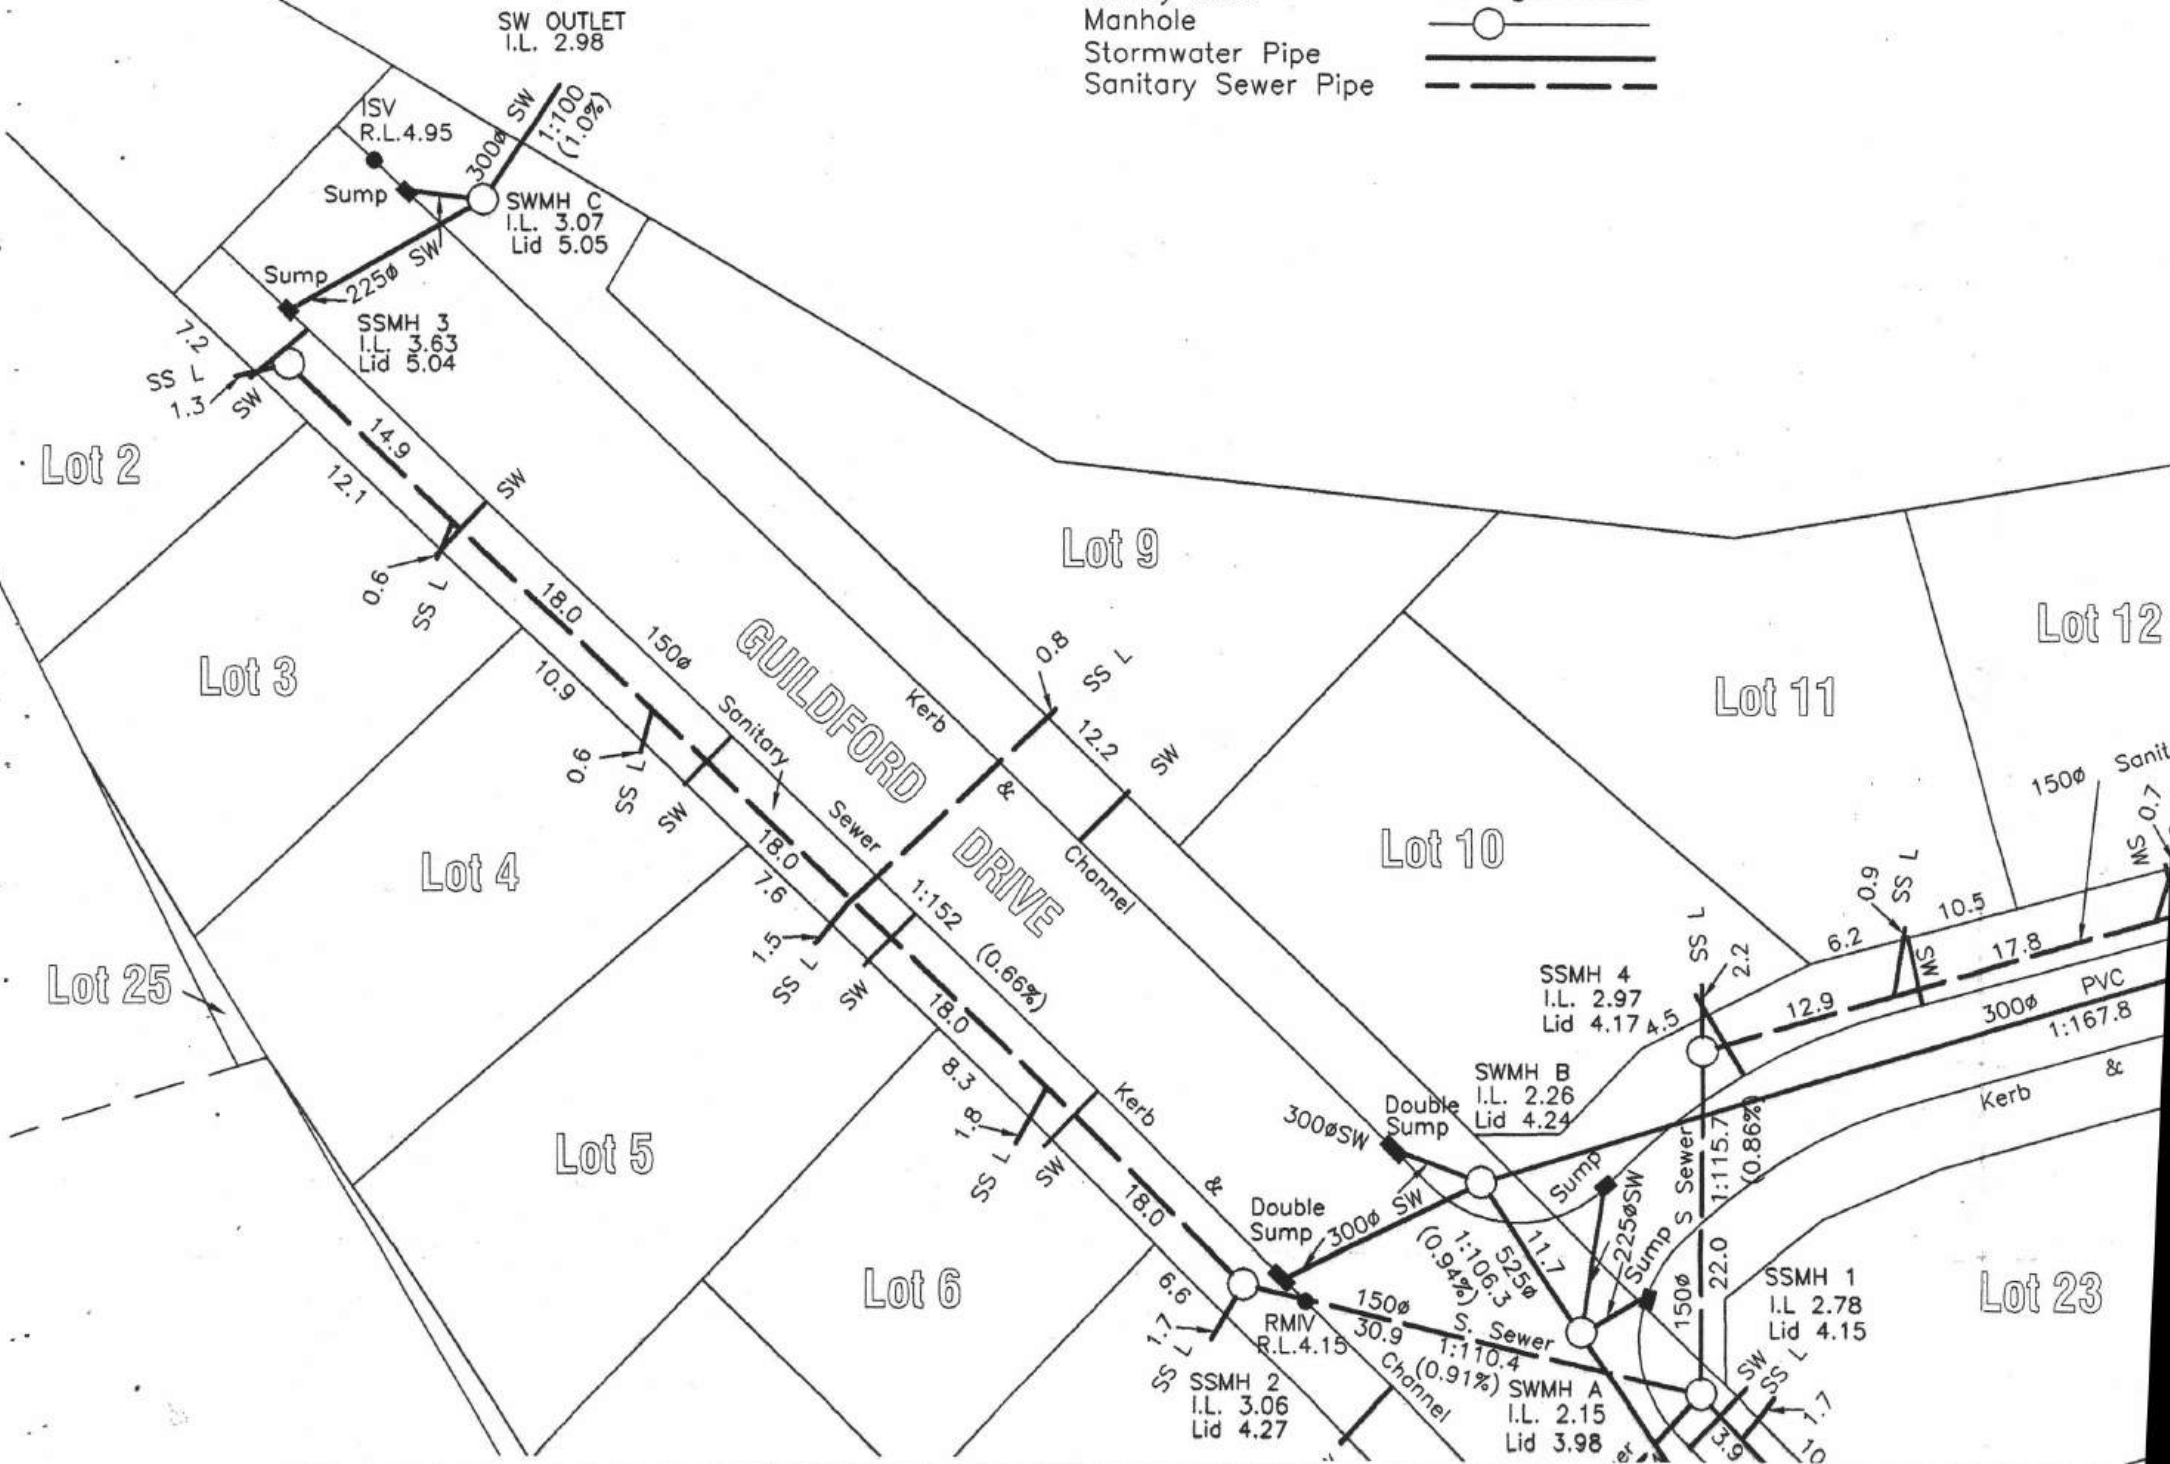 SW OUTLET
I.L. 2.98
Manhole
Stormwater Pipe
Sanitary Sewer Pipe
ISV
R.L.4.95
300ø SW
1:100
(1.0%)
Sump
SWMH C
I.L. 3.07
Lid 5.05
Sump
225ø SW
SSMH 3
I.L. 3.63
Lid 5.04
7.2
SS L
1.3
SW
14.9
12.1
SW
Lot 2
0.6
SS L
18.0
Lot 9
Lot 12
Lot 3
10.9
150ø
Sanitary
Sewer
GUILDFORD
DRIVE
Kerb
&
Channel
0.8
SS L
12.2
SW
Lot 11
0.6
SS L
SW
18.0
7.6
Lot 4
Lot 10
150ø
0.7
SW
1:152
(0.66%)
1.5
SS L
SW
18.0
8.3
0.9
SS L
10.5
6.2
SW
17.8
12.9
SS L
2.2
SSMH 4
I.L. 2.97
Lid 4.17
4.5
PVC
300ø
1:167.8
Lot 25
Kerb
&
SWMH B
I.L. 2.26
Lid 4.24
Double
Sump
300øSW
Kerb
&
Channel
1.8
SS L
SW
18.0
Lot 5
Double
Sump
300ø SW
Sump
225øSW
Sump
S Sewer
1:115.7
(0.86%)
150ø
22.0
11.7
525ø
1:106.3
(0.94%)
Lot 6
6.6
1.7
SS L
RMIV
R.L.4.15
150ø
30.9
S. Sewer
1:110.4
(0.91%)
SSMH 1
I.L 2.78
Lid 4.15
Lot 23
SSMH 2
I.L. 3.06
Lid 4.27
SWMH A
I.L. 2.15
Lid 3.98
SW
SS L
1.7
3.9
10